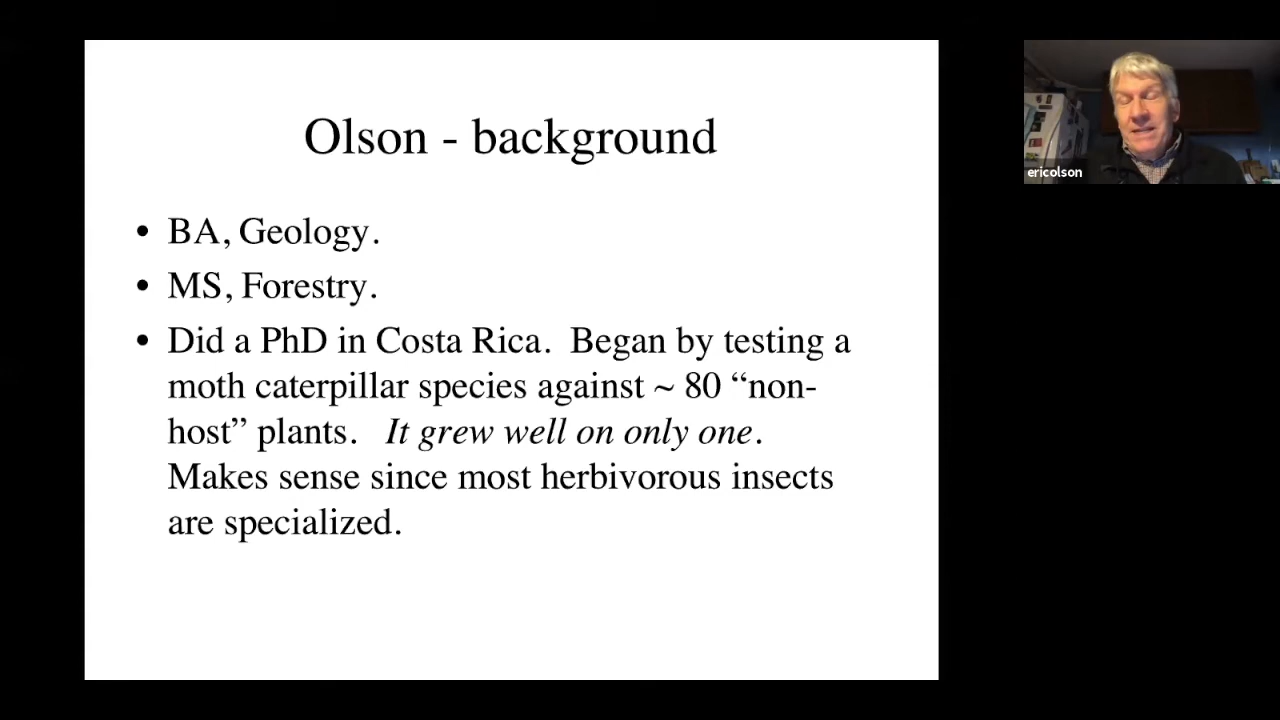 Olson - background
• BA, Geology.
• MS, Forestry.
• Did a PhD in Costa Rica.  Began by testing a
moth caterpillar species against ~ 80 “non-
host” plants.   It grew well on only one.
Makes sense since most herbivorous insects
are specialized.
ericolson